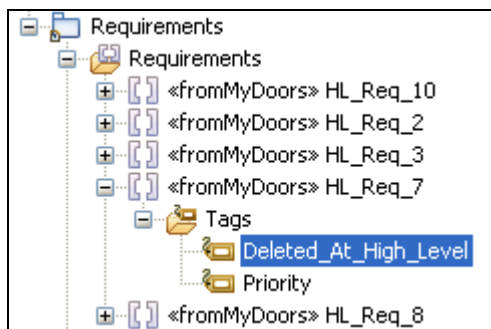 Requirements
Requirements
«fromMyDoors» HL_Req_10
«fromMyDoors» HL_Req_2
«fromMyDoors» HL_Req_3
«fromMyDoors» HL_Req_7
Tags
Deleted_At_High_Level
Priority
«fromMyDoors» HL_Req_8